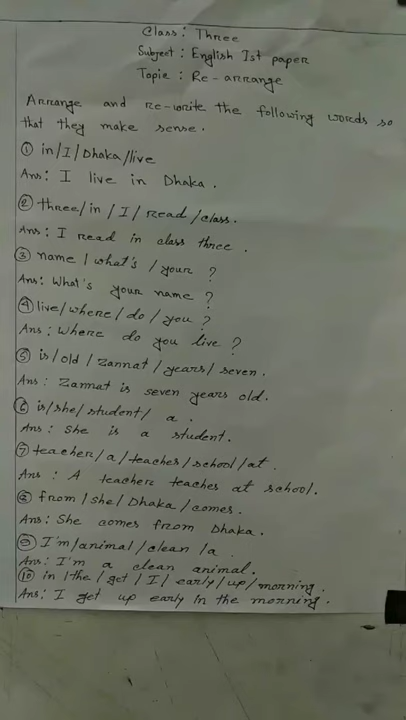 Class: Three
Subject: English 1st paper
Topic: Re-arrange
Arrange and re-write the following words so
that they make sense.
① in/I/Dhaka/live
Ans: I live in Dhaka.
② three/in/I/read/class.
Ans: I read in class three.
③ name/what's/your?
Ans: What's your name?
④ live/where/do/you?
Ans: Where do you live?
⑤ is/old/Zannat/years/seven.
Ans: Zannat is seven years old.
⑥ is/she/student/a.
Ans: She is a student.
⑦ teacher/a/teaches/school/at.
Ans: A teacher teaches at school.
⑧ from/she/Dhaka/comes.
Ans: She comes from Dhaka.
⑨ I'm/animal/clean/a.
Ans: I'm a clean animal.
⑩ in/the/get/I/early/up/morning.
Ans: I get up early in the morning.